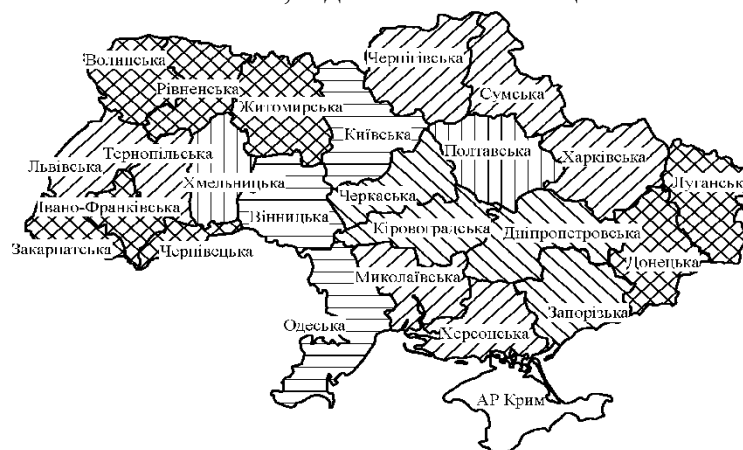 Волинська
Рівненська
Житомирська
Чернігівська
Сумська
Київська
Львівська
Тернопільська
Хмельницька
Полтавська
Харківська
Луганська
Івано-Франківська
Вінницька
Черкаська
Кіровоградська
Дніпропетровська
Закарпатська
Чернівецька
Донецька
Миколаївська
Запорізька
Одеська
Херсонська
АР Крим